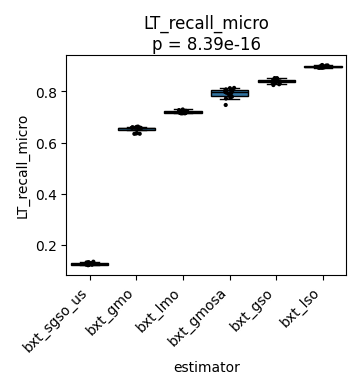 LT_recall_micro
p = 8.39e-16
LT_recall_micro
0.8
0.6
0.4
0.2
bxt_sgso_us
bxt_gmo
bxt_lmo
bxt_gmosa
bxt_gso
bxt_lso
estimator